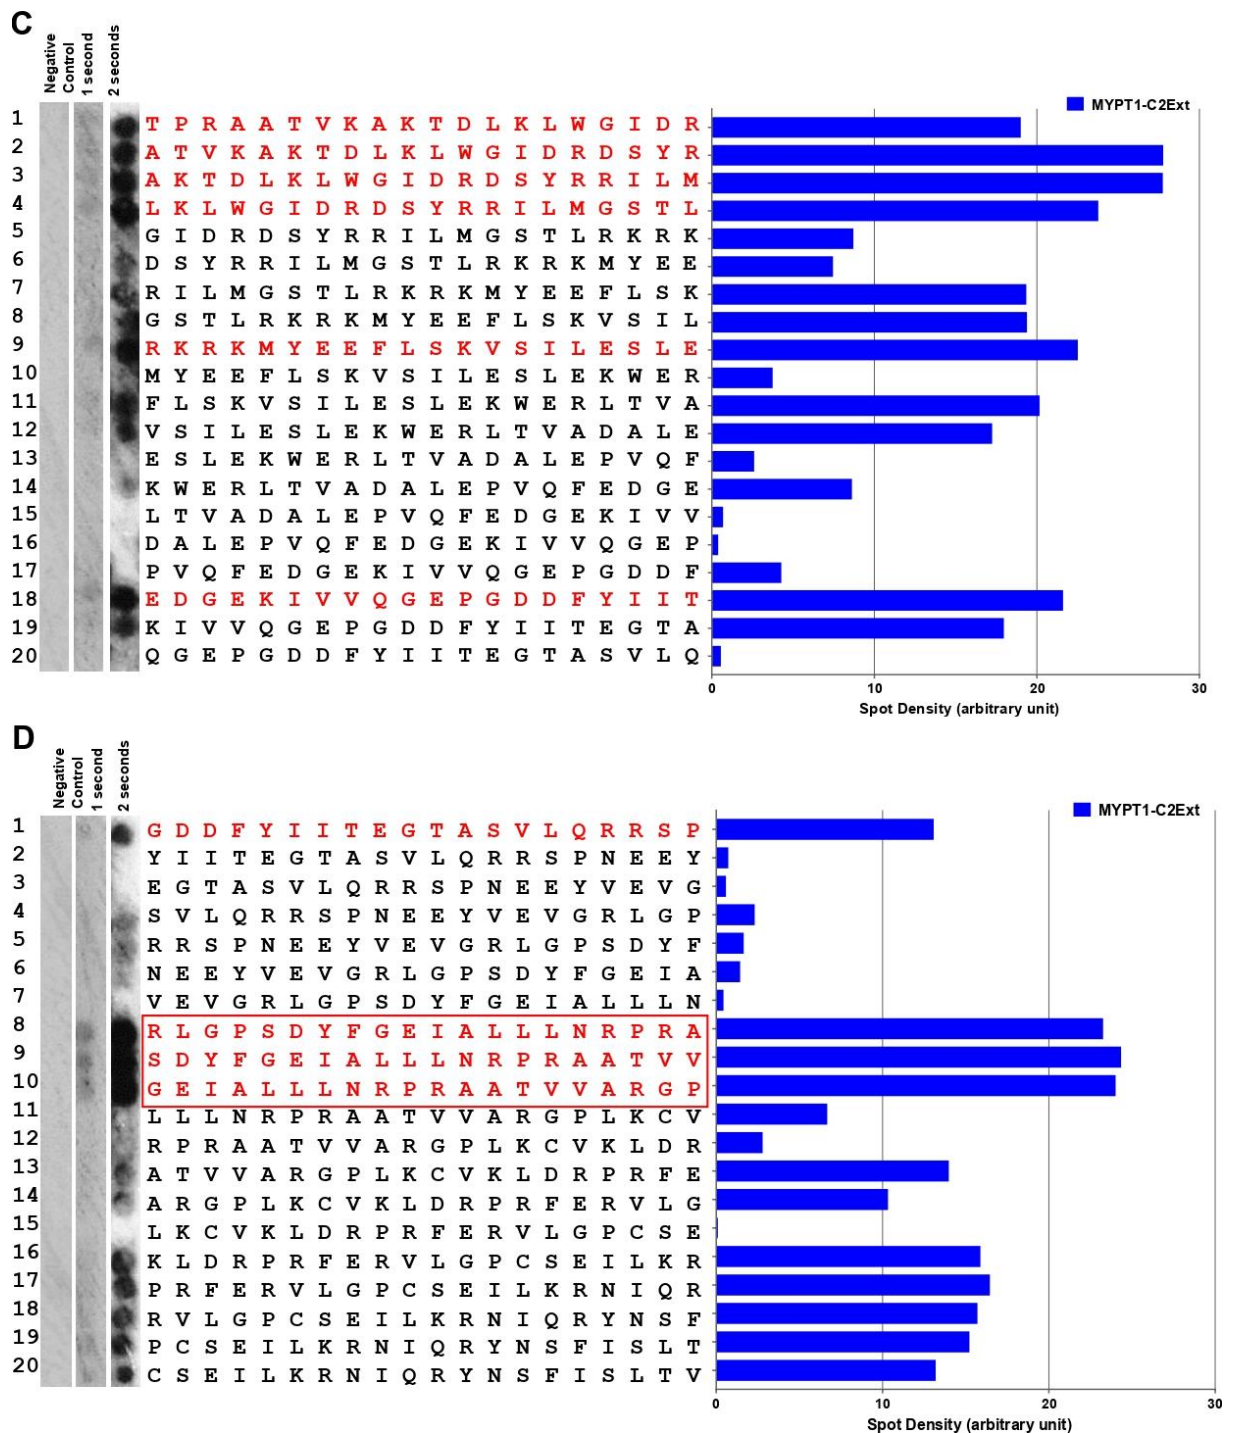 C
Negative
Control
1 second
2 seconds
MYPT1-C2Ext
1 T P R A A T V K A K T D L K L W G I D R
2 A T V K A K T D L K L W G I D R D S Y R
3 A K T D L K L W G I D R D S Y R R I L M
4 L K L W G I D R D S Y R R I L M G S T L
5 G I D R D S Y R R I L M G S T L R K R K
6 D S Y R R I L M G S T L R K R K M Y E E
7 R I L M G S T L R K R K M Y E E F L S K
8 G S T L R K R K M Y E E F L S K V S I L
9 R K R K M Y E E F L S K V S I L E S L E
10 M Y E E F L S K V S I L E S L E K W E R
11 F L S K V S I L E S L E K W E R L T V A
12 V S I L E S L E K W E R L T V A D A L E
13 E S L E K W E R L T V A D A L E P V Q F
14 K W E R L T V A D A L E P V Q F E D G E
15 L T V A D A L E P V Q F E D G E K I V V
16 D A L E P V Q F E D G E K I V V Q G E P
17 P V Q F E D G E K I V V Q G E P G D D F
18 E D G E K I V V Q G E P G D D F Y I I T
19 K I V V Q G E P G D D F Y I I T E G T A
20 Q G E P G D D F Y I I T E G T A S V L Q
0 10 20 30
Spot Density (arbitrary unit)
D
Negative
Control
1 second
2 seconds
MYPT1-C2Ext
1 G D D F Y I I T E G T A S V L Q R R S P
2 Y I I T E G T A S V L Q R R S P N E E Y
3 E G T A S V L Q R R S P N E E Y V E V G
4 S V L Q R R S P N E E Y V E V G R L G P
5 R R S P N E E Y V E V G R L G P S D Y F
6 N E E Y V E V G R L G P S D Y F G E I A
7 V E V G R L G P S D Y F G E I A L L L N
8 R L G P S D Y F G E I A L L L N R P R A
9 S D Y F G E I A L L L N R P R A A T V V
10 G E I A L L L N R P R A A T V V A R G P
11 L L L N R P R A A T V V A R G P L K C V
12 R P R A A T V V A R G P L K C V K L D R
13 A T V V A R G P L K C V K L D R P R F E
14 A R G P L K C V K L D R P R F E R V L G
15 L K C V K L D R P R F E R V L G P C S E
16 K L D R P R F E R V L G P C S E I L K R
17 P R F E R V L G P C S E I L K R N I Q R
18 R V L G P C S E I L K R N I Q R Y N S F
19 P C S E I L K R N I Q R Y N S F I S L T
20 C S E I L K R N I Q R Y N S F I S L T V
0 10 20 30
Spot Density (arbitrary unit)